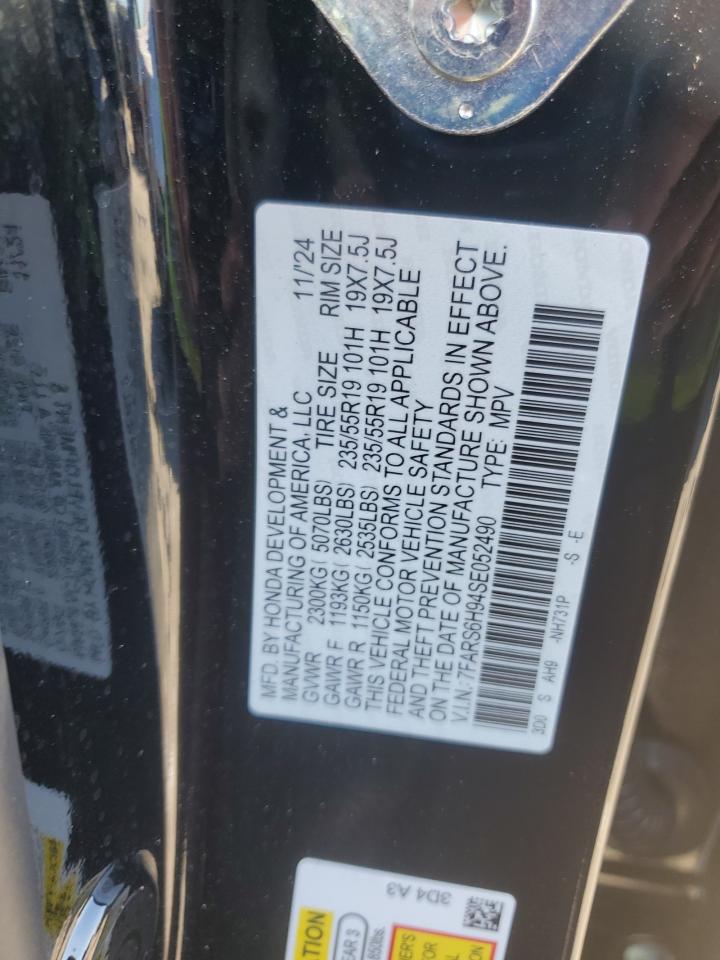 MFD. BY HONDA DEVELOPMENT &
MANUFACTURING OF AMERICA, LLC 11/'24
GVWR 2300KG ( 5070LBS) TIRE SIZE RIM SIZE
GAWR F 1193KG ( 2630LBS) 235/55R19 101H 19X7.5J
GAWR R 1150KG ( 2535LBS) 235/55R19 101H 19X7.5J
THIS VEHICLE CONFORMS TO ALL APPLICABLE
FEDERAL MOTOR VEHICLE SAFETY
AND THEFT PREVENTION STANDARDS IN EFFECT
ON THE DATE OF MANUFACTURE SHOWN ABOVE.
V.I.N: 7FARS6H94SE052490 TYPE: MPV
3D0 S AH9 -NH731P -S -E
3D4 A3